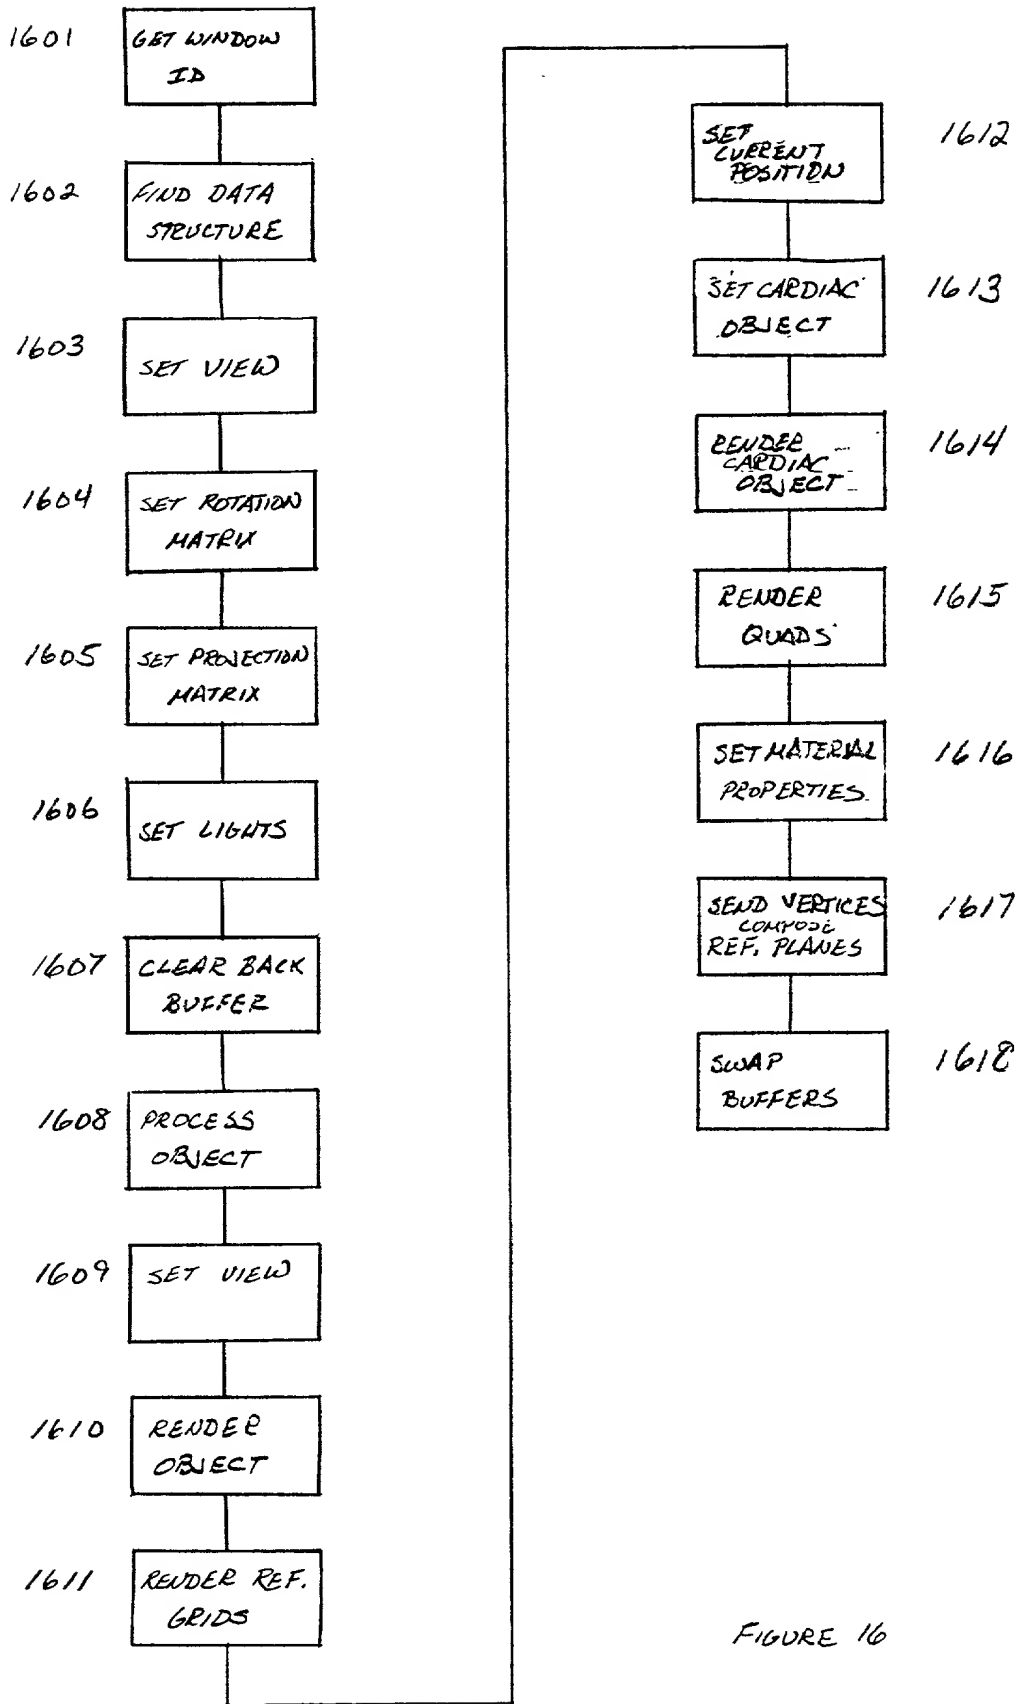 1601
GET WINDOW
ID
1602
FIND DATA
STRUCTURE
1603
SET VIEW
1604
SET ROTATION
MATRIX
1605
SET PROJECTION
MATRIX
1606
SET LIGHTS
1607
CLEAR BACK
BUFFER
1608
PROCESS
OBJECT
1609
SET VIEW
1610
RENDER
OBJECT
1611
RENDER REF.
GRIDS
SET
CURRENT
POSITION
1612
SET CARDIAC
OBJECT
1613
RENDER
CARDIAC
OBJECT
1614
RENDER
QUADS
1615
SET MATERIAL
PROPERTIES
1616
SEND VERTICES
COMPOSE
REF. PLANES
1617
SWAP
BUFFERS
1618
FIGURE 16